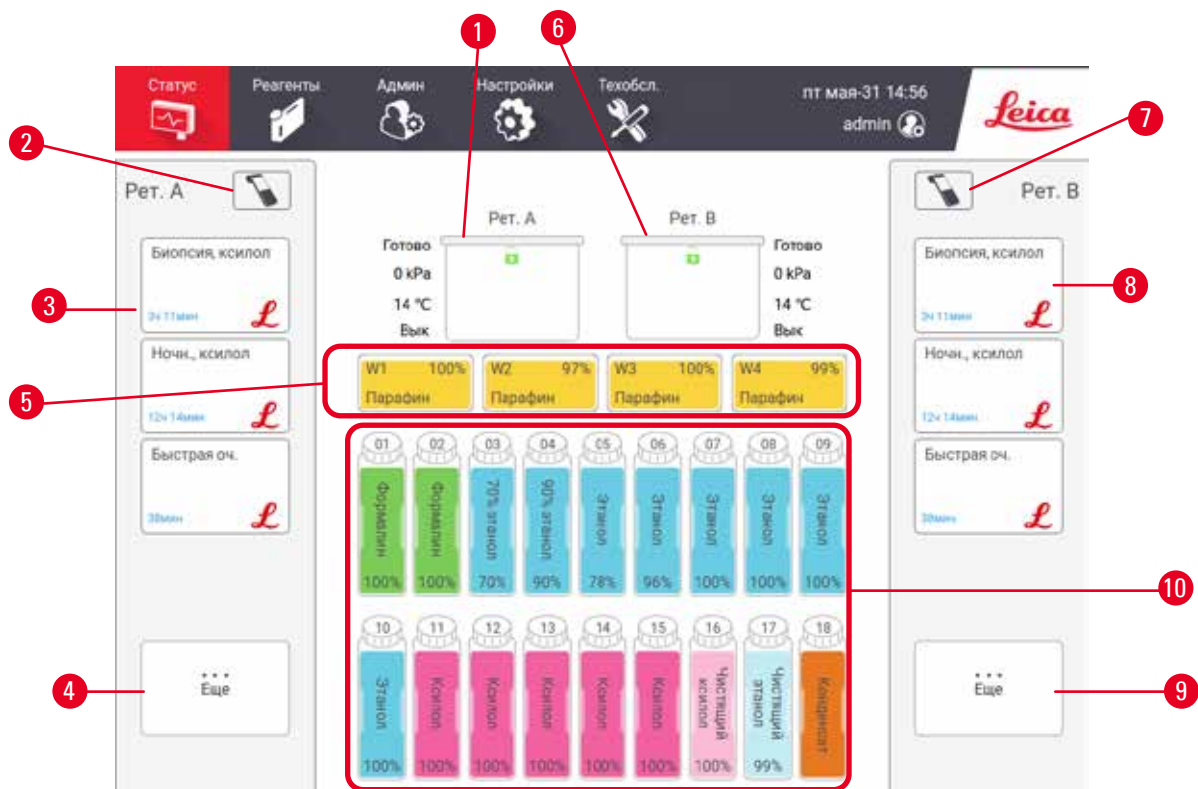 1
6
Статус
Реагенты
Админ
Настройки
Техобсл.
пт мая-31 14:56
admin
Leica
7
2
Рет. A
Рет. A
Рет. B
Рет. B
Готово
0 kPa
14 °C
Вык
Готово
0 kPa
14 °C
Вык
Биопсия, ксилол
3ч 11мин
3
Ночн., ксилол
12ч 14мин
Быстрая оч.
38мин
Биопсия, ксилол
3ч 11мин
8
Ночн., ксилол
12ч 14мин
Быстрая оч.
38мин
5
W1 100%
Парафин
W2 97%
Парафин
W3 100%
Парафин
W4 99%
Парафин
01 02 03 04 05 06 07 08 09
Формалин
Формалин
70% этанол
90% этанол
Этанол
Этанол
Этанол
Этанол
Этанол
100% 100% 70% 90% 78% 96% 100% 100% 100%
10
10 11 12 13 14 15 16 17 18
Этанол
Ксилол
Ксилол
Ксилол
Ксилол
Ксилол
Чистящий ксилол
Чистящий этанол
Конденсат
100% 100% 100% 100% 100% 100% 100% 99%
4
...
Еще
...
Еще
9